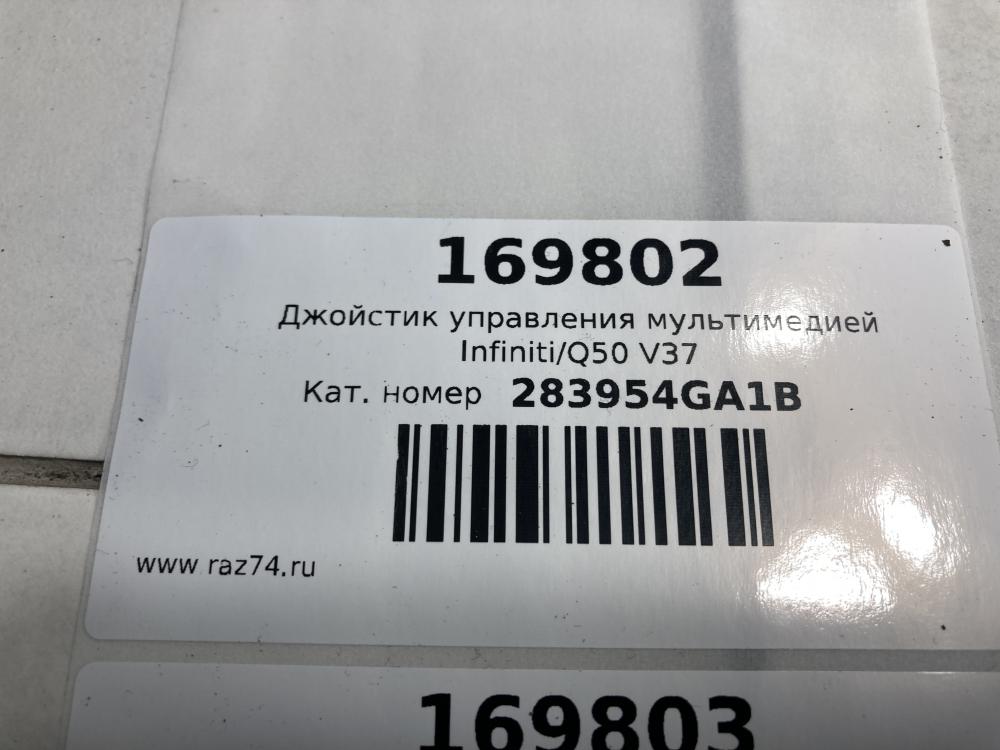 169802
Джойстик управления мультимедией
Infiniti/Q50 V37
Кат. номер 283954GA1B
www raz74.ru
169803